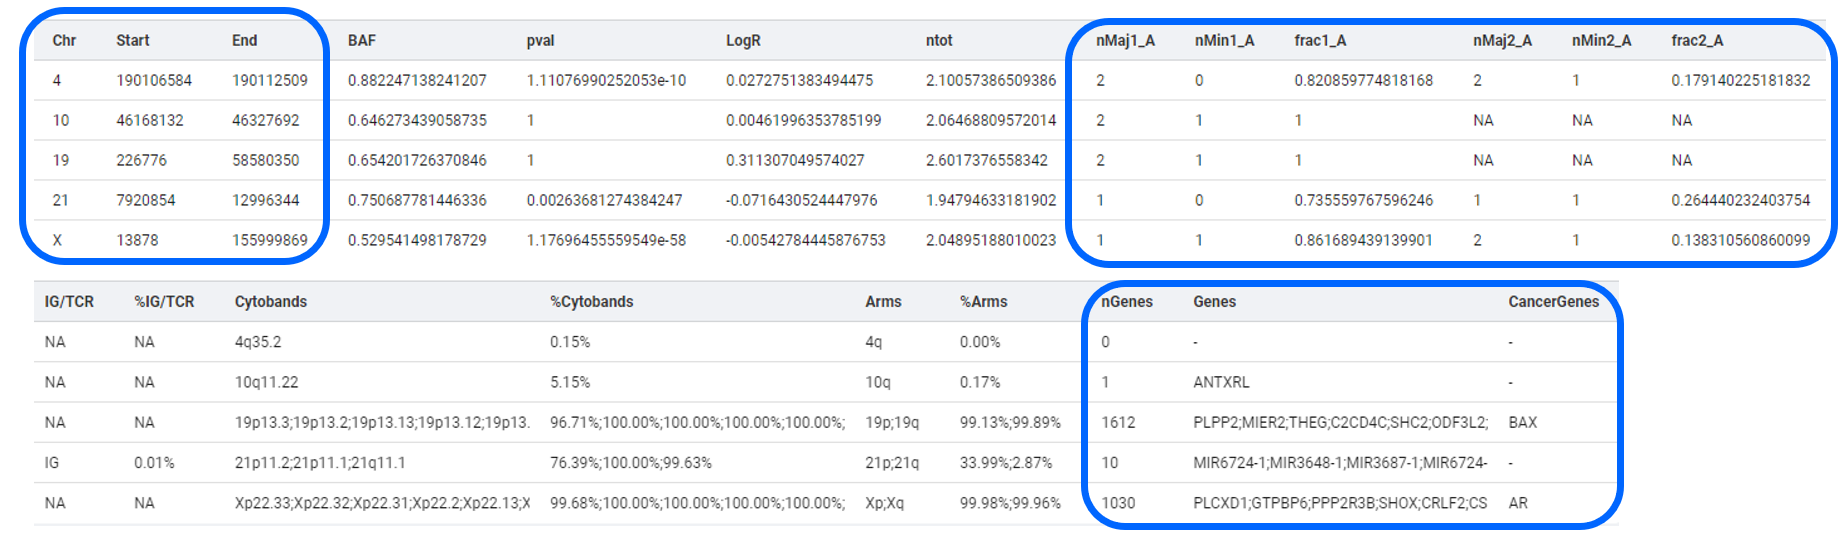 Chr Start End BAF pval LogR ntot nMaj1_A nMin1_A frac1_A nMaj2_A nMin2_A frac2_A
4 190106584 190112509 0.882247138241207 1.11076990252053e-10 0.0272751383494475 2.10057386509386 2 0 0.820859774818168 2 1 0.179140225181832
10 46168132 46327692 0.646273439058735 1 0.00461996353785199 2.06468809572014 2 1 1 NA NA NA
19 226776 58580350 0.654201726370846 1 0.311307049574027 2.6017376558342 2 1 1 NA NA NA
21 7920854 12996344 0.750687781446336 0.00263681274384247 -0.0716430524447976 1.94794633181902 1 0 0.735559767596246 1 1 0.264440232403754
X 13878 155999869 0.529541498178729 1.17696455559549e-58 -0.00542784445876753 2.04895188010023 1 1 0.861689439139901 2 1 0.138310560860099
IG/TCR %IG/TCR Cytobands %Cytobands Arms %Arms nGenes Genes CancerGenes
NA NA 4q35.2 0.15% 4q 0.00% 0 - -
NA NA 10q11.22 5.15% 10q 0.17% 1 ANTXRL -
NA NA 19p13.3;19p13.2;19p13.13;19p13.12;19p13. 96.71%;100.00%;100.00%;100.00%;100.00%; 19p;19q 99.13%;99.89% 1612 PLPP2;MIER2;THEG;C2CD4C;SHC2;ODF3L2; BAX
IG 0.01% 21p11.2;21p11.1;21q11.1 76.39%;100.00%;99.63% 21p;21q 33.99%;2.87% 10 MIR6724-1;MIR3648-1;MIR3687-1;MIR6724- -
NA NA Xp22.33;Xp22.32;Xp22.31;Xp22.2;Xp22.13;X 99.68%;100.00%;100.00%;100.00%;100.00%; Xp;Xq 99.98%;99.96% 1030 PLCXD1;GTPBP6;PPP2R3B;SHOX;CRLF2;CS AR